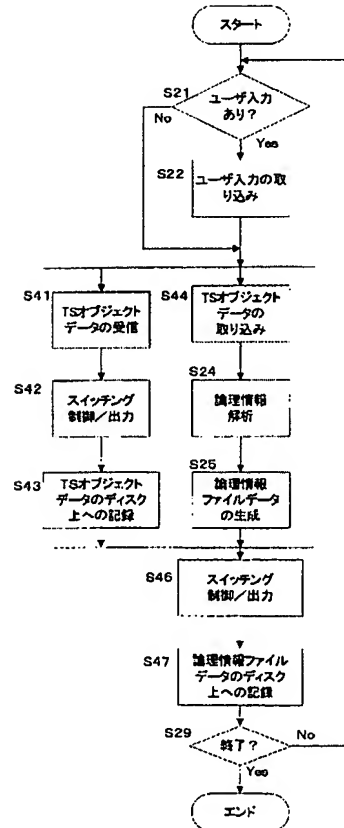 スタート
S21
ユーザ入力
あり？
No
Yes
S22
ユーザ入力の取
り込み
S41
TSオブジェクト
データの受信
S44
TSオブジェクト
データの
取り込み
S42
スイッチング
制御／出力
S24
論理情報
解析
S43
TSオブジェクト
データのディスク
上への記録
S25
論理情報
ファイルデータ
の生成
S46
スイッチング
制御／出力
S47
論理情報ファイル
データのディスク
上への記録
S29
終了？
No
Yes
エンド